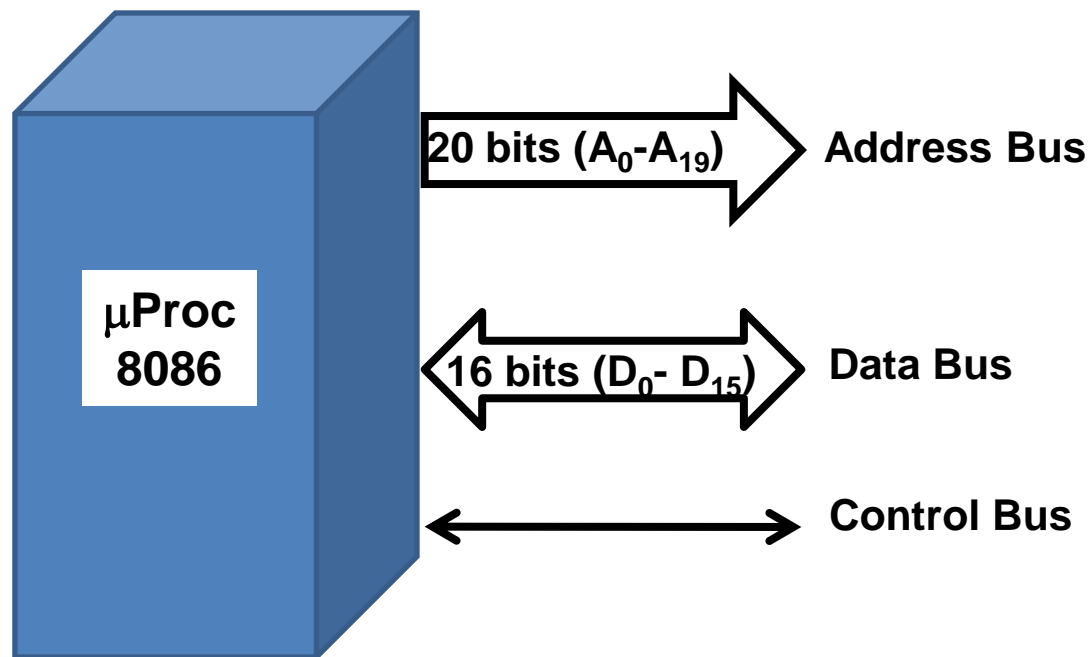 20 bits (A₀-A₁₉)
Address Bus
μProc
8086
16 bits (D₀- D₁₅)
Data Bus
Control Bus